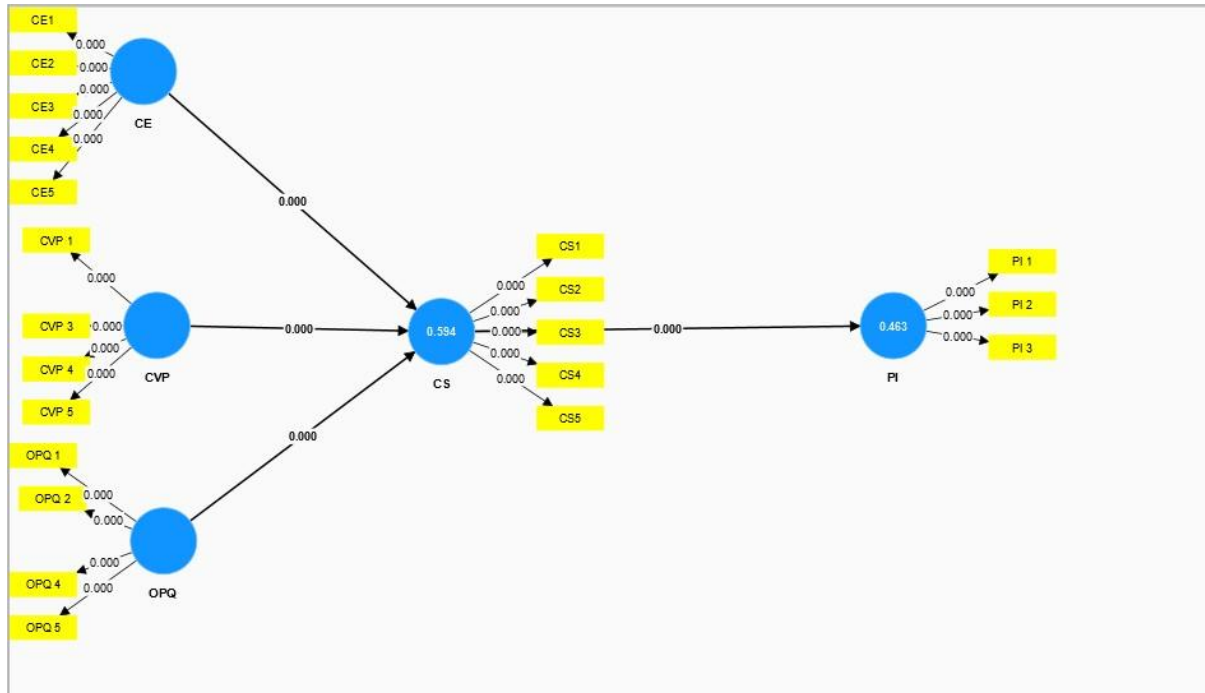 CE1
0.000
CE2
0.000
0.000
CE3
0.000
0.000
CE4
CE5
CE
0.000
CVP 1
0.000
CVP 3
0.000
0.000
CVP 4
0.000
CVP 5
CVP
0.000
OPQ 1
0.000
OPQ 2
0.000
0.000
OPQ 4
0.000
OPQ 5
OPQ
0.000
0.594
CS
CS1
0.000
CS2
0.000
CS3
0.000
0.000
CS4
0.000
CS5
0.000
0.463
PI
PI 1
0.000
PI 2
0.000
0.000
PI 3